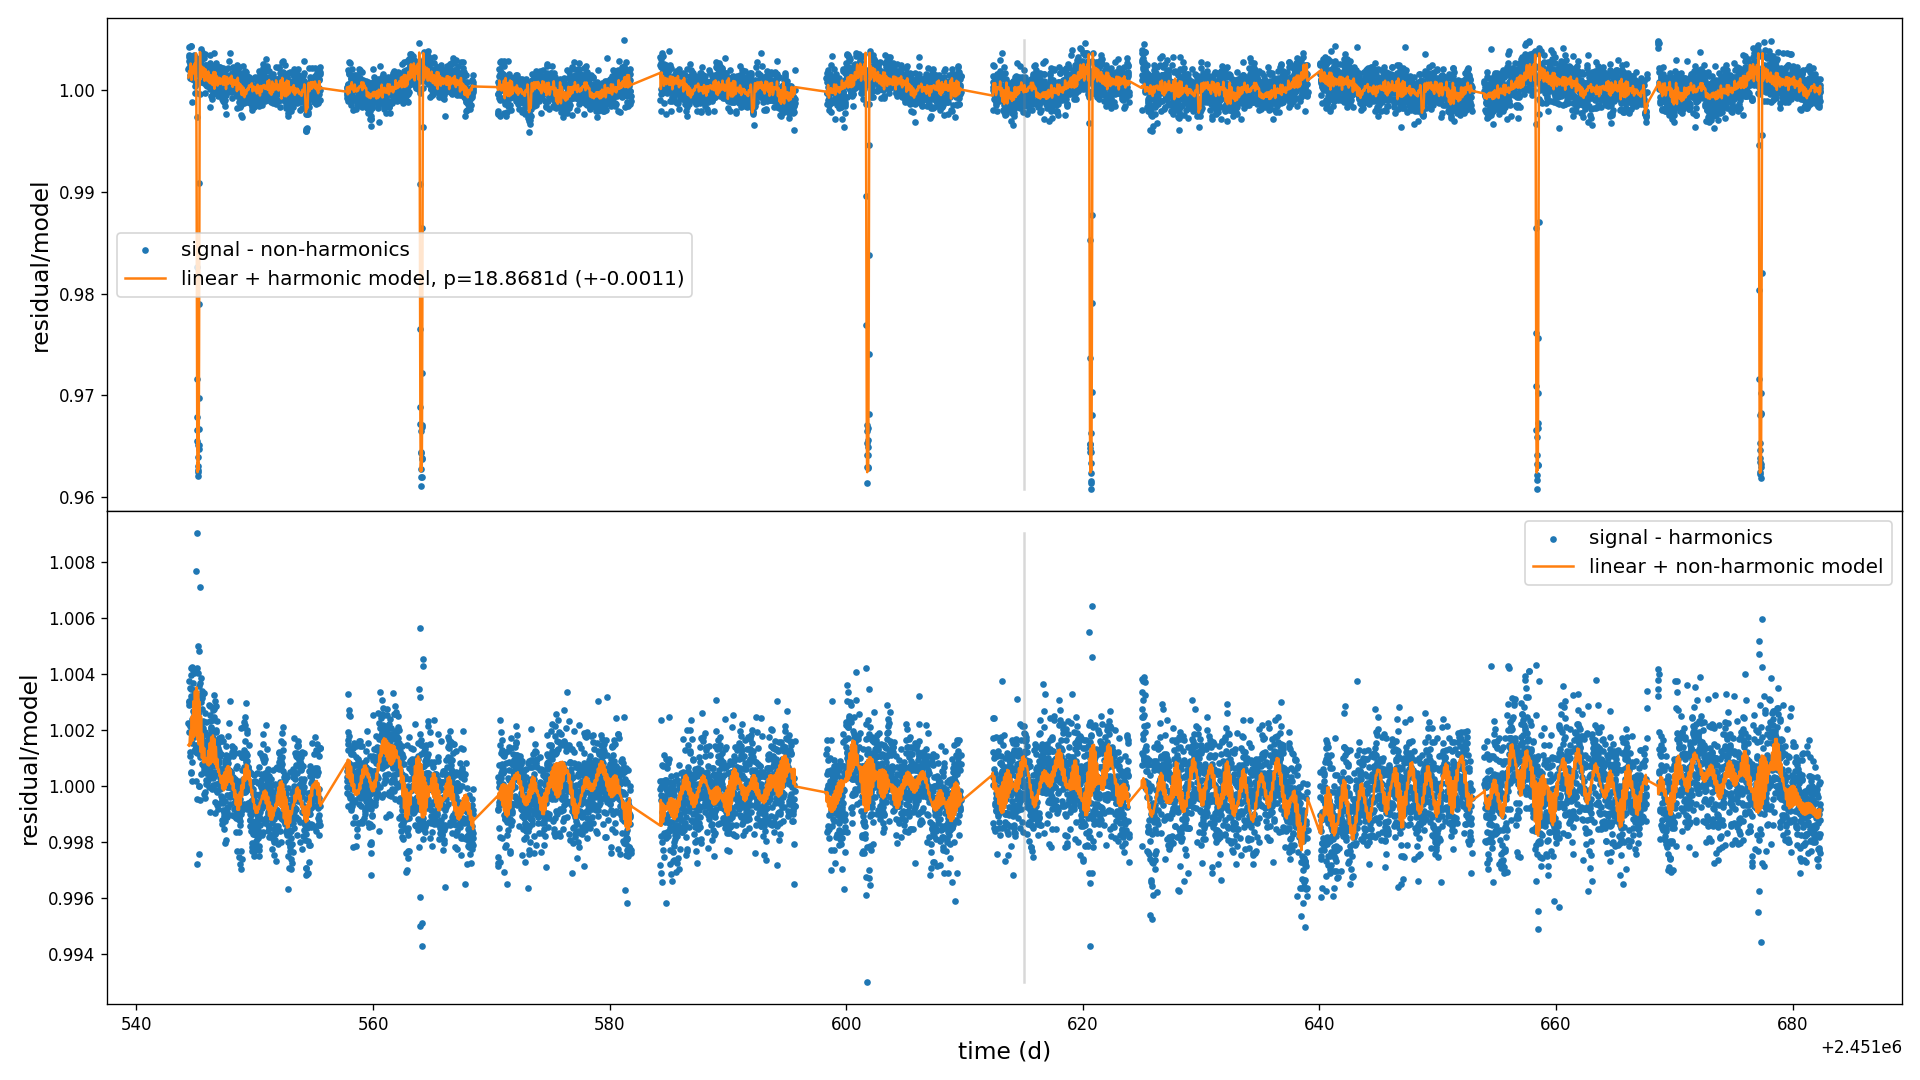 1.00
0.99
0.98
0.97
0.96
residual/model
signal - non-harmonics
linear + harmonic model, p=18.8681d (+-0.0011)
1.008
1.006
1.004
1.002
1.000
0.998
0.996
0.994
residual/model
signal - harmonics
linear + non-harmonic model
540 560 580 600 620 640 660 680
time (d)
+2.451e6